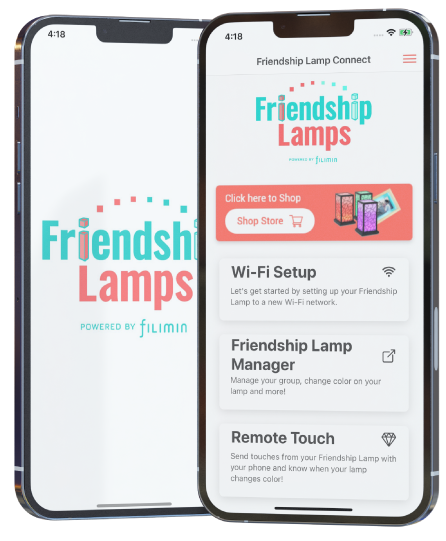 4:18
Friendship
Lamps
POWERED BY FILIMIN
4:18
Friendship Lamp Connect
Friendship
Lamps
POWERED BY FILIMIN
Click here to Shop
Shop Store
Wi-Fi Setup
Let's get started by setting up your Friendship
Lamp to a new Wi-Fi network.
Friendship Lamp
Manager
Manage your group, change color on your
lamp and more!
Remote Touch
Send touches from your Friendship Lamp with
your phone and know when your lamp
changes color!